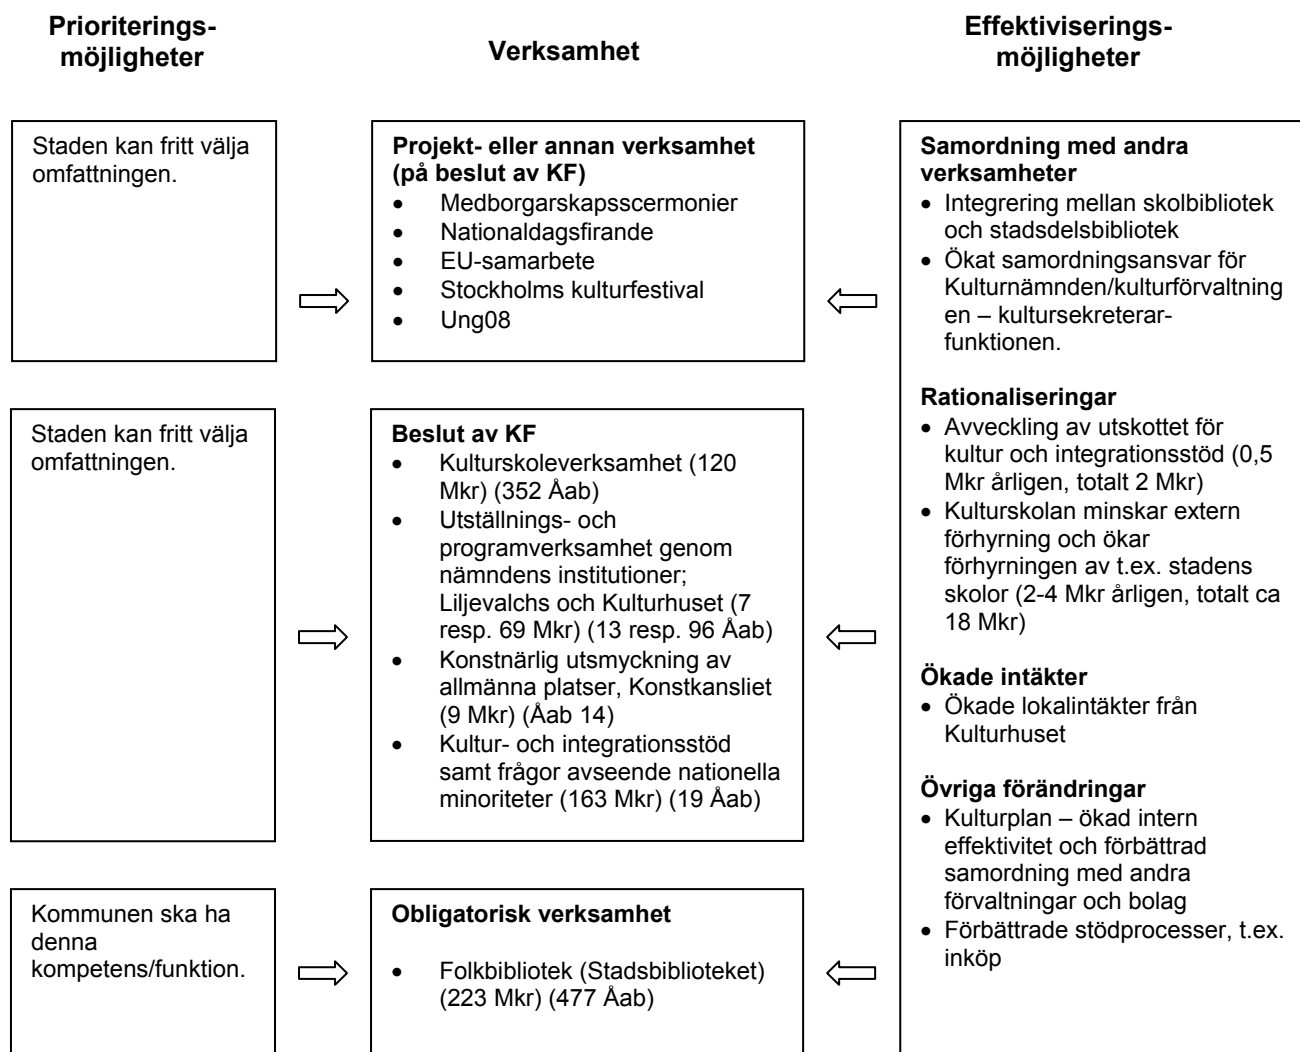 Prioriterings-
möjligheter
Verksamhet
Effektiviserings-
möjligheter
Staden kan fritt välja
omfattningen.
Projekt- eller annan verksamhet
(på beslut av KF)
• Medborgarskapsscermonier
• Nationaldagsfirande
• EU-samarbete
• Stockholms kulturfestival
• Ung08
Staden kan fritt välja
omfattningen.
Beslut av KF
• Kulturskoleverksamhet (120
Mkr) (352 Åab)
• Utställnings- och
programverksamhet genom
nämndens institutioner;
Liljevalchs och Kulturhuset (7
resp. 69 Mkr) (13 resp. 96 Åab)
• Konstnärlig utsmyckning av
allmänna platser, Konstkansliet
(9 Mkr) (Åab 14)
• Kultur- och integrationsstöd
samt frågor avseende nationella
minoriteter (163 Mkr) (19 Åab)
Kommunen ska ha
denna
kompetens/funktion.
Obligatorisk verksamhet
• Folkbibliotek (Stadsbiblioteket)
(223 Mkr) (477 Åab)
Samordning med andra
verksamheter
• Integrering mellan skolbibliotek
och stadsdelsbibliotek
• Ökat samordningsansvar för
Kulturnämnden/kulturförvaltning
en – kultursekreterar-
funktionen.
Rationaliseringar
• Avveckling av utskottet för
kultur och integrationsstöd (0,5
Mkr årligen, totalt 2 Mkr)
• Kulturskolan minskar extern
förhyrning och ökar
förhyrningen av t.ex. stadens
skolor (2-4 Mkr årligen, totalt ca
18 Mkr)
Ökade intäkter
• Ökade lokalintäkter från
Kulturhuset
Övriga förändringar
• Kulturplan – ökad intern
effektivitet och förbättrad
samordning med andra
förvaltningar och bolag
• Förbättrade stödprocesser, t.ex.
inköp